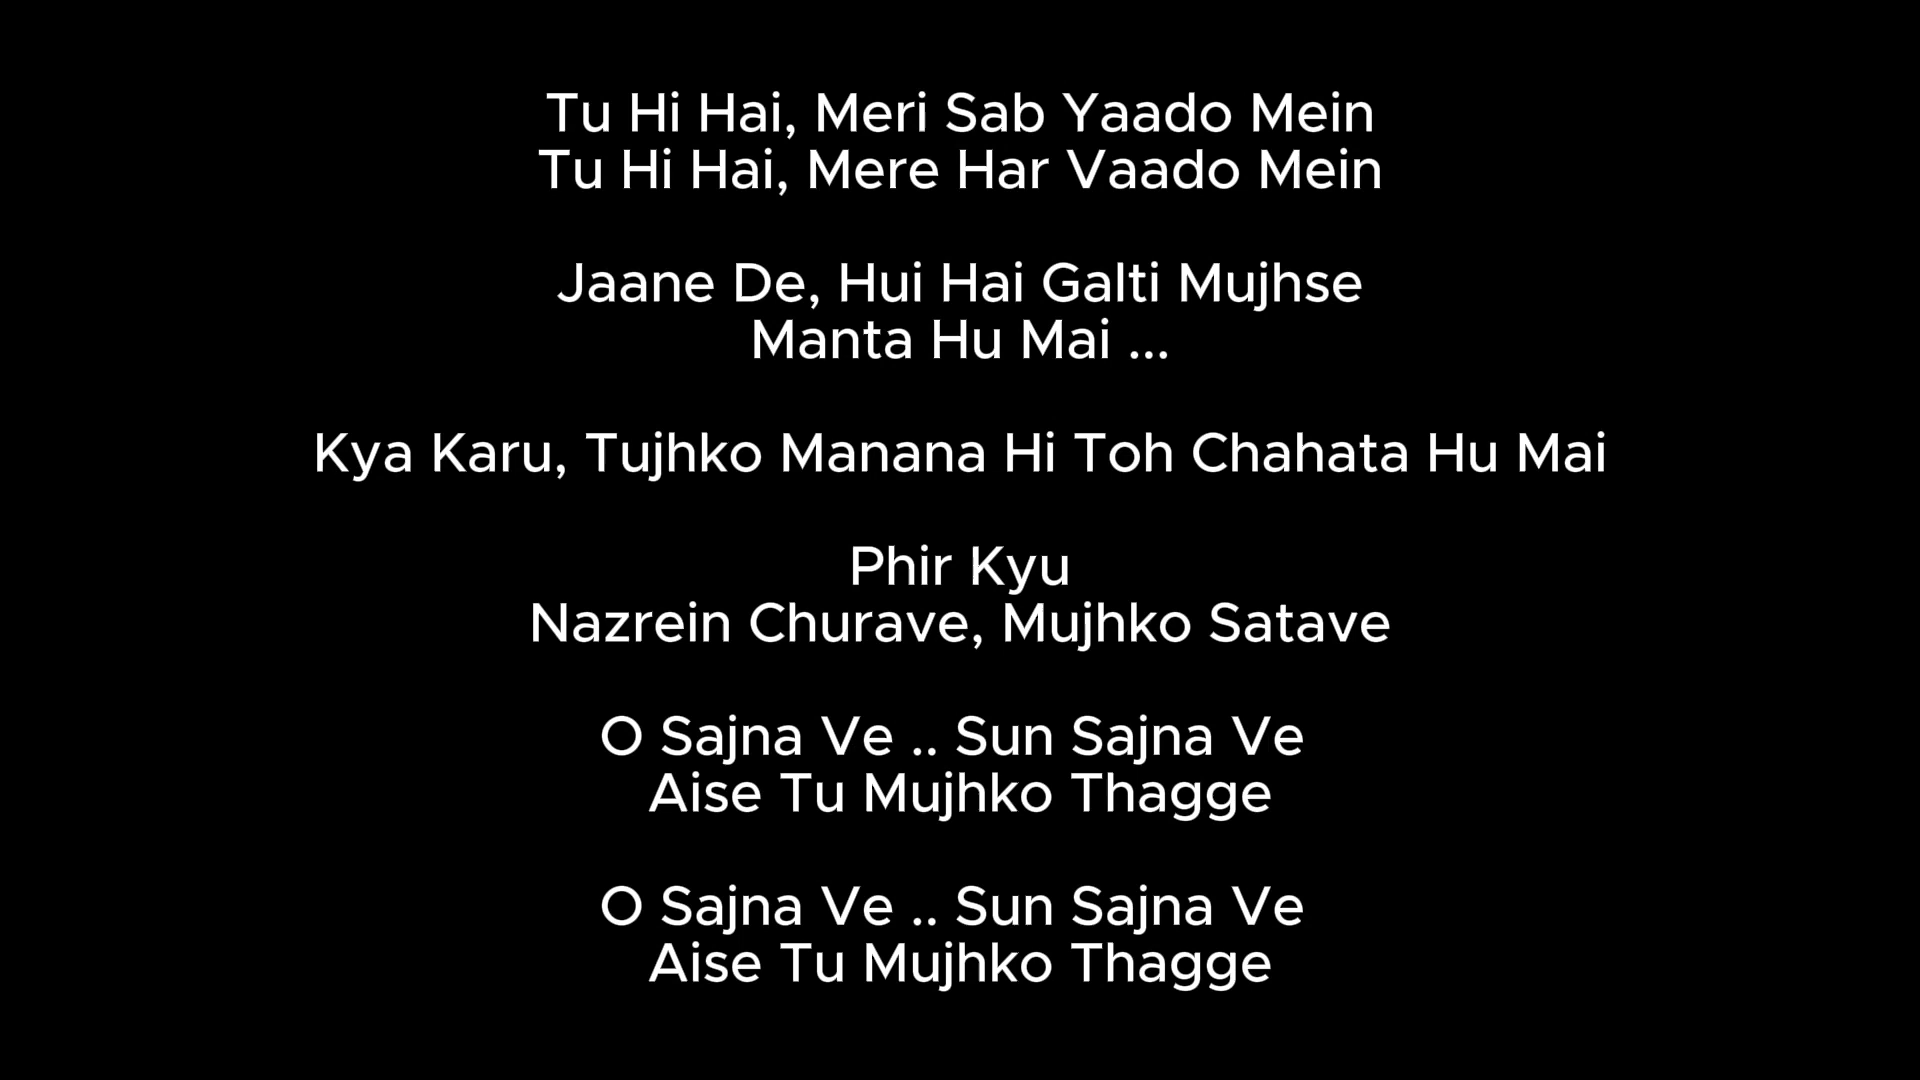 Tu Hi Hai, Meri Sab Yaado Mein
Tu Hi Hai, Mere Har Vaado Mein
Jaane De, Hui Hai Galti Mujhse
Manta Hu Mai ...
Kya Karu, Tujhko Manana Hi Toh Chahata Hu Mai
Phir Kyu
Nazrein Churave, Mujhko Satave
O Sajna Ve .. Sun Sajna Ve
Aise Tu Mujhko Thagge
O Sajna Ve .. Sun Sajna Ve
Aise Tu Mujhko Thagge